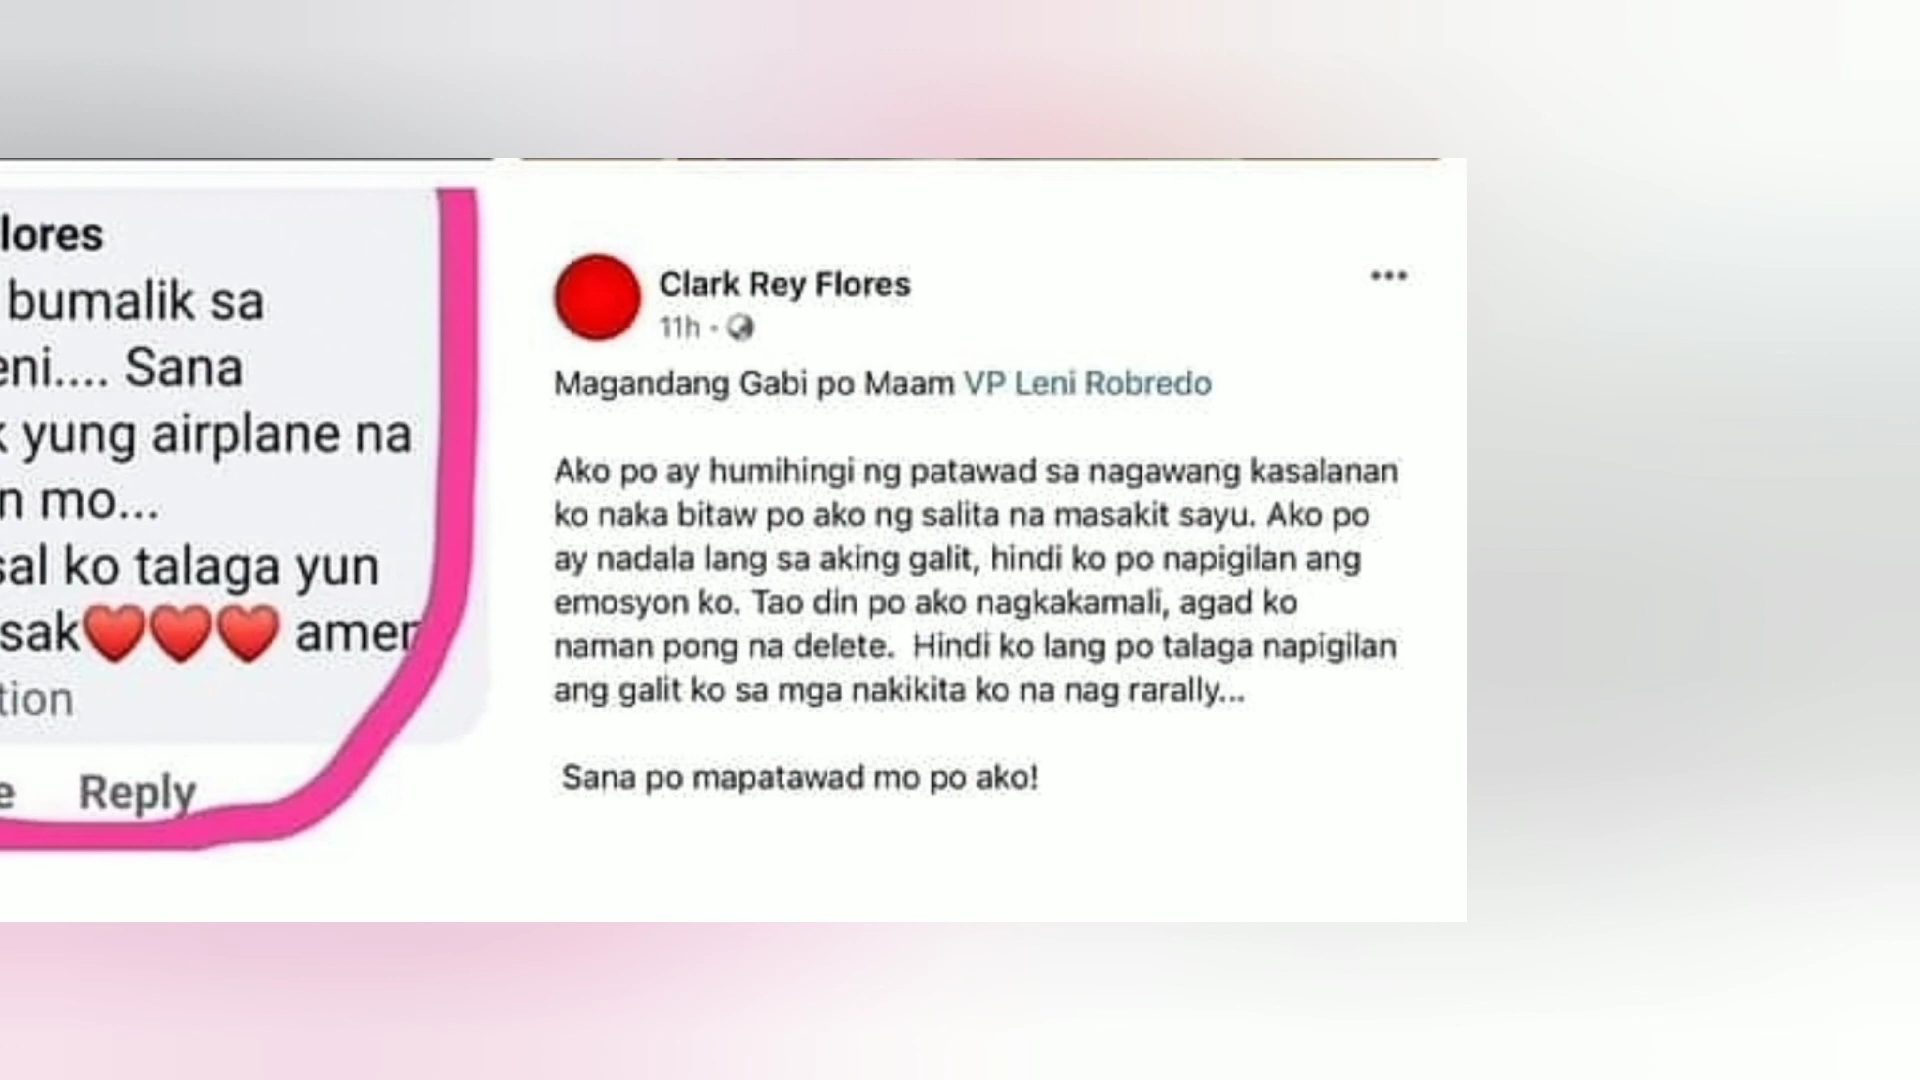 lores
bumalik sa
eni.... Sana
yung airplane na
n mo...
sal ko talaga yun
sak❤️❤️❤️ amen
tion
e Reply
Clark Rey Flores
11h ·
Magandang Gabi po Maam VP Leni Robredo
Ako po ay humihingi ng patawad sa nagawang kasalanan
ko naka bitaw po ako ng salita na masakit sayu. Ako po
ay nadala lang sa aking galit, hindi ko po napigilan ang
emosyon ko. Tao din po ako nagkakamali, agad ko
naman pong na delete. Hindi ko lang po talaga napigilan
ang galit ko sa mga nakikita ko na nag rarally...
Sana po mapatawad mo po ako!